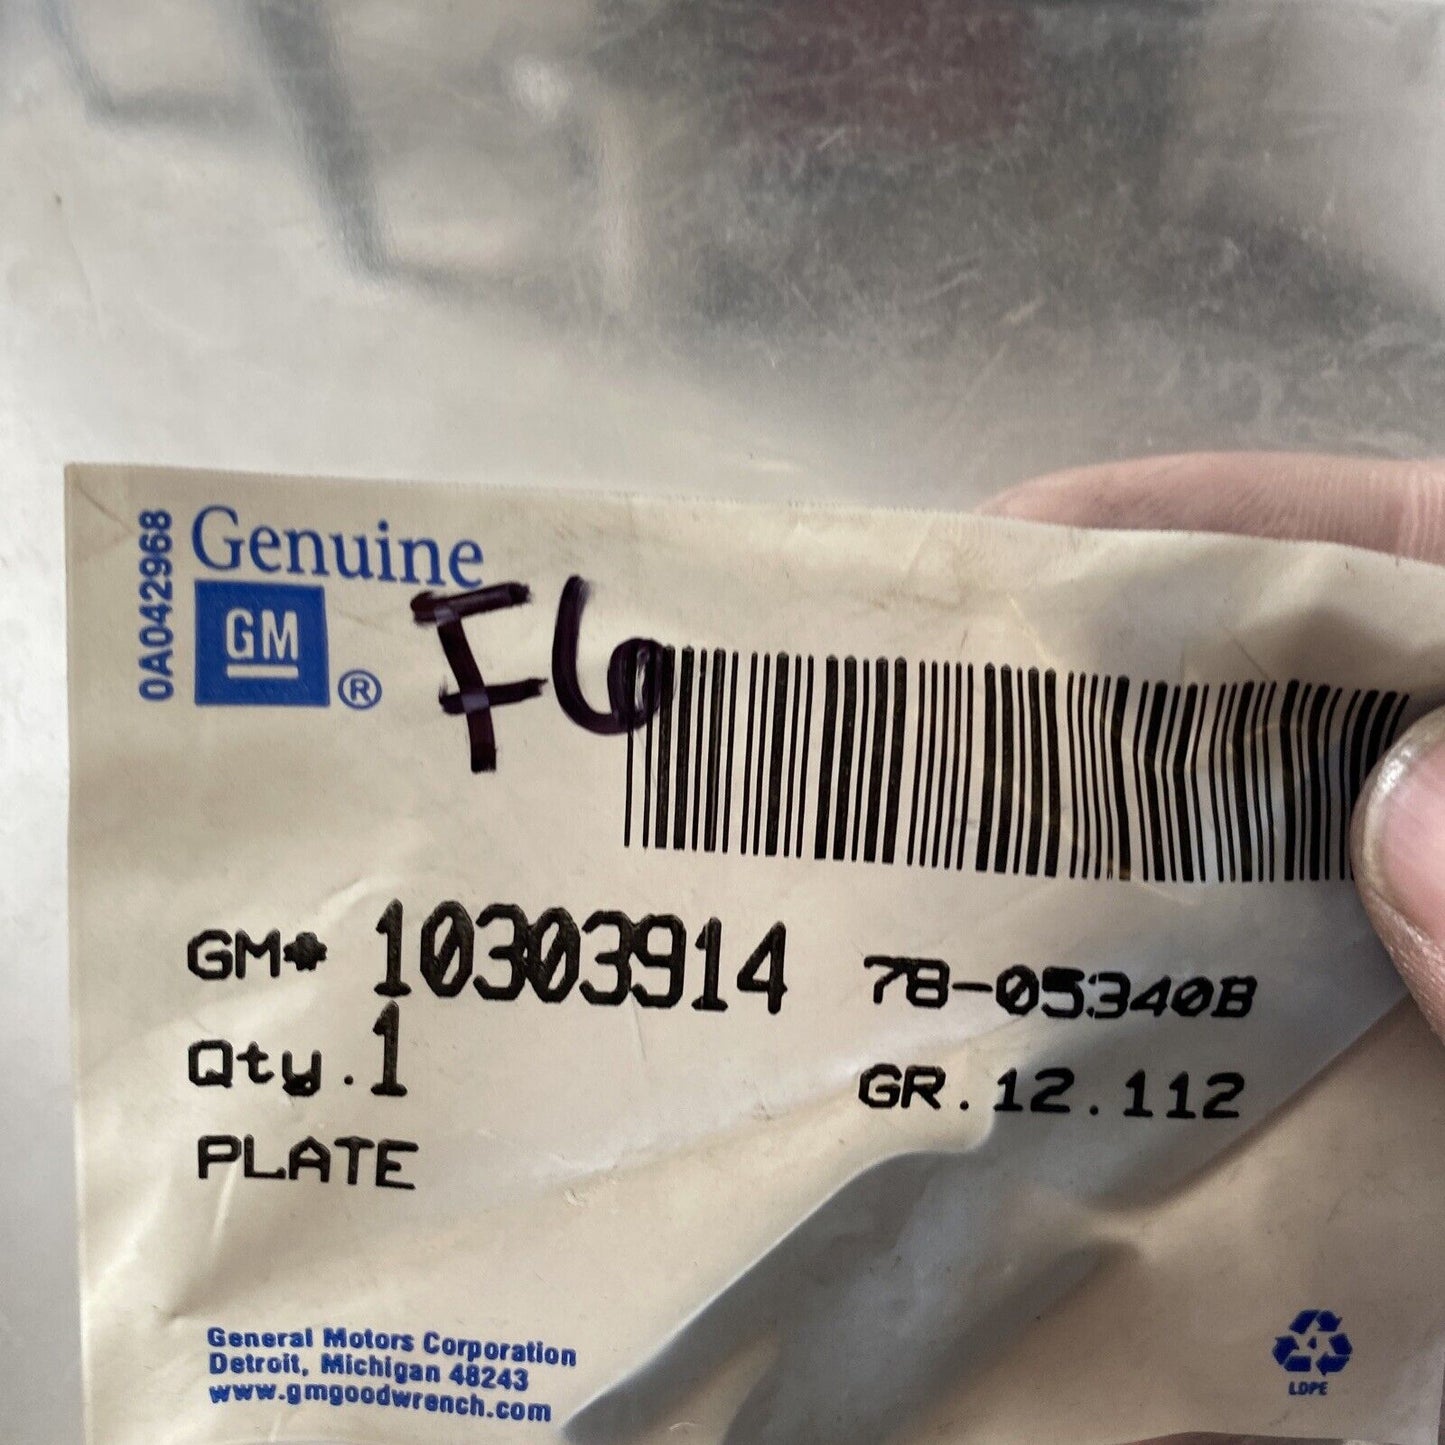 0A042968
Genuine
GM ®
F6
GM* 10303914 78-05340B
Qty.1 GR.12.112
PLATE
General Motors Corporation
Detroit, Michigan 48243
www.gmgoodwrench.com
4
LDPE